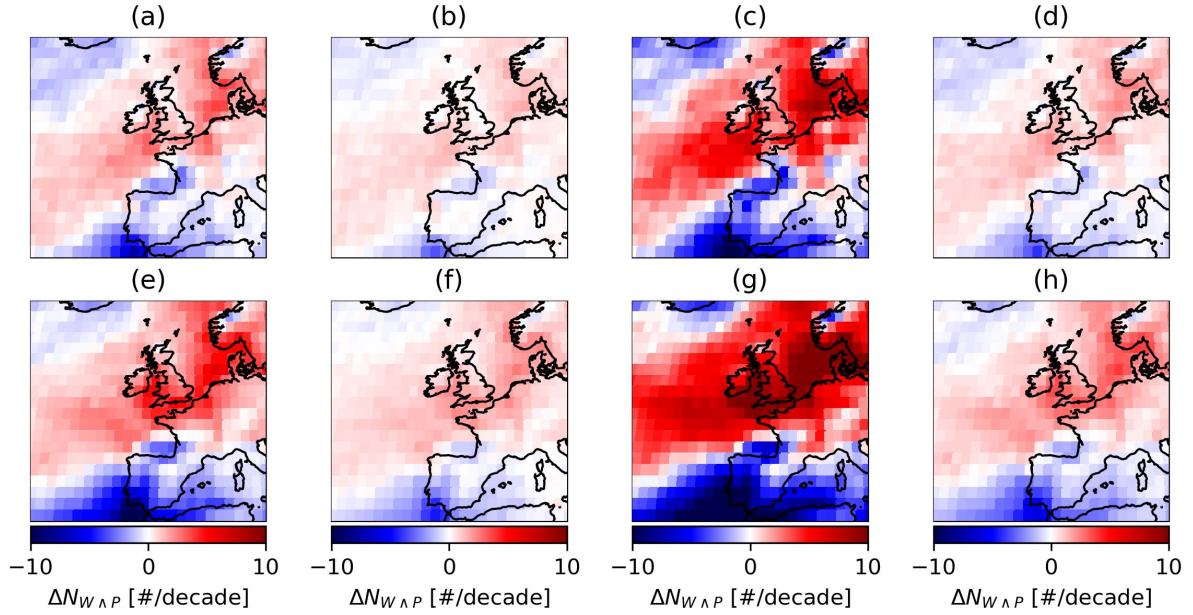 (a) (b) (c) (d)
(e) (f) (g) (h)
−10 0 10 −10 0 10 −10 0 10 −10 0 10
ΔN_{W∧P} [#/decade] ΔN_{W∧P} [#/decade] ΔN_{W∧P} [#/decade] ΔN_{W∧P} [#/decade]